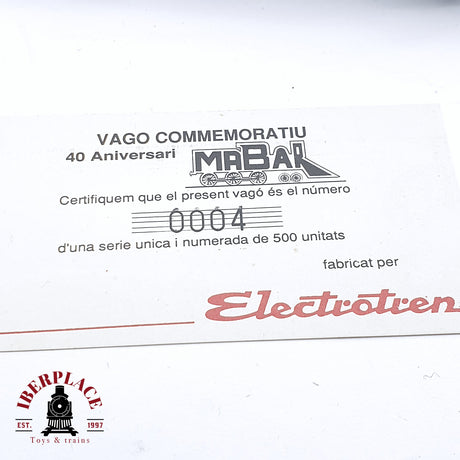 VAGO COMMEMORATIU
40 Aniversari MABAR
Certifiquem que el present vagó és el número
0004
d'una serie unica i numerada de 500 unitats
fabricat per
Electrotren
IBERPLACE
EST. 1997
Toys & trains